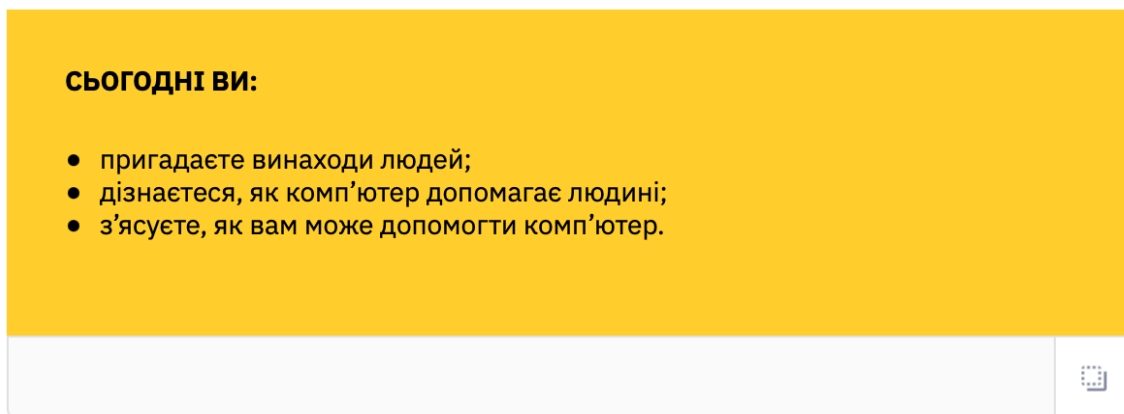 СЬОГОДНІ ВИ:
● пригадаєте винаходи людей;
● дізнаєтеся, як комп’ютер допомагає людині;
● з’ясуєте, як вам може допомогти комп’ютер.